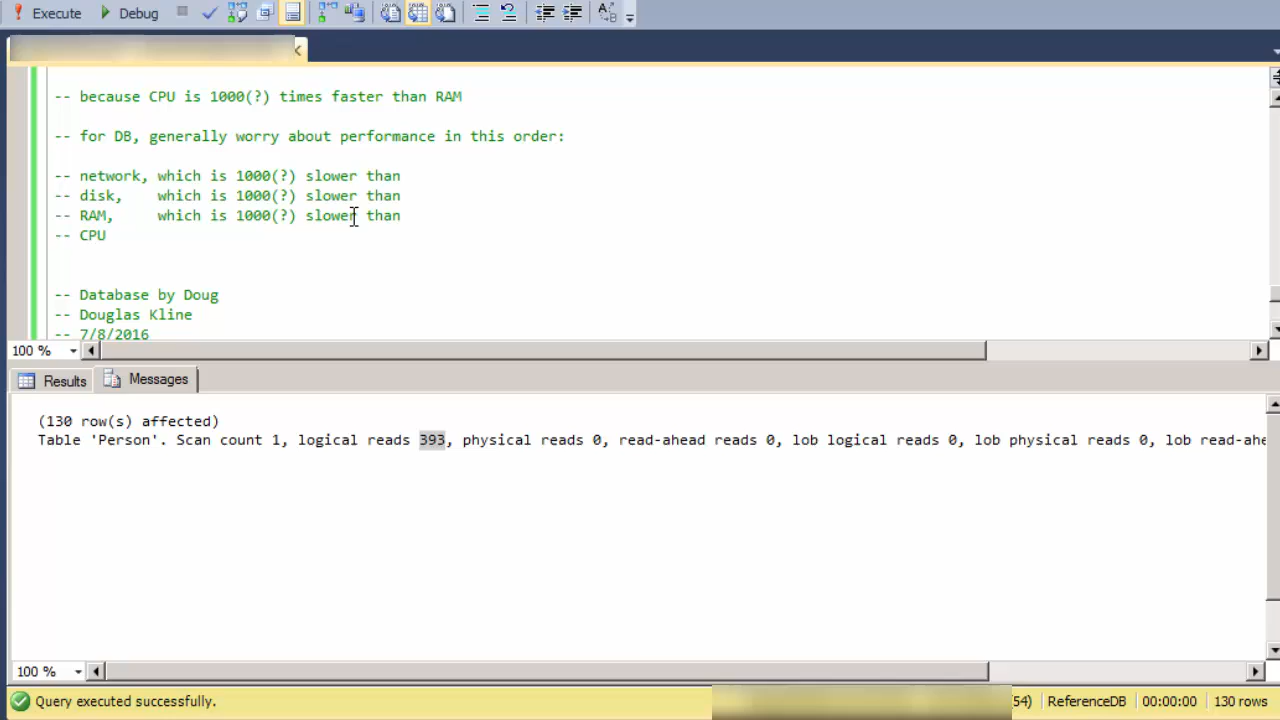 Execute Debug
-- because CPU is 1000(?) times faster than RAM
-- for DB, generally worry about performance in this order:
-- network, which is 1000(?) slower than
-- disk,    which is 1000(?) slower than
-- RAM,     which is 1000(?) slower than
-- CPU
-- Database by Doug
-- Douglas Kline
-- 7/8/2016
100 %
Results Messages
(130 row(s) affected)
Table 'Person'. Scan count 1, logical reads 393, physical reads 0, read-ahead reads 0, lob logical reads 0, lob physical reads 0, lob read-ahe
100 %
Query executed successfully. (54) ReferenceDB 00:00:00 130 rows